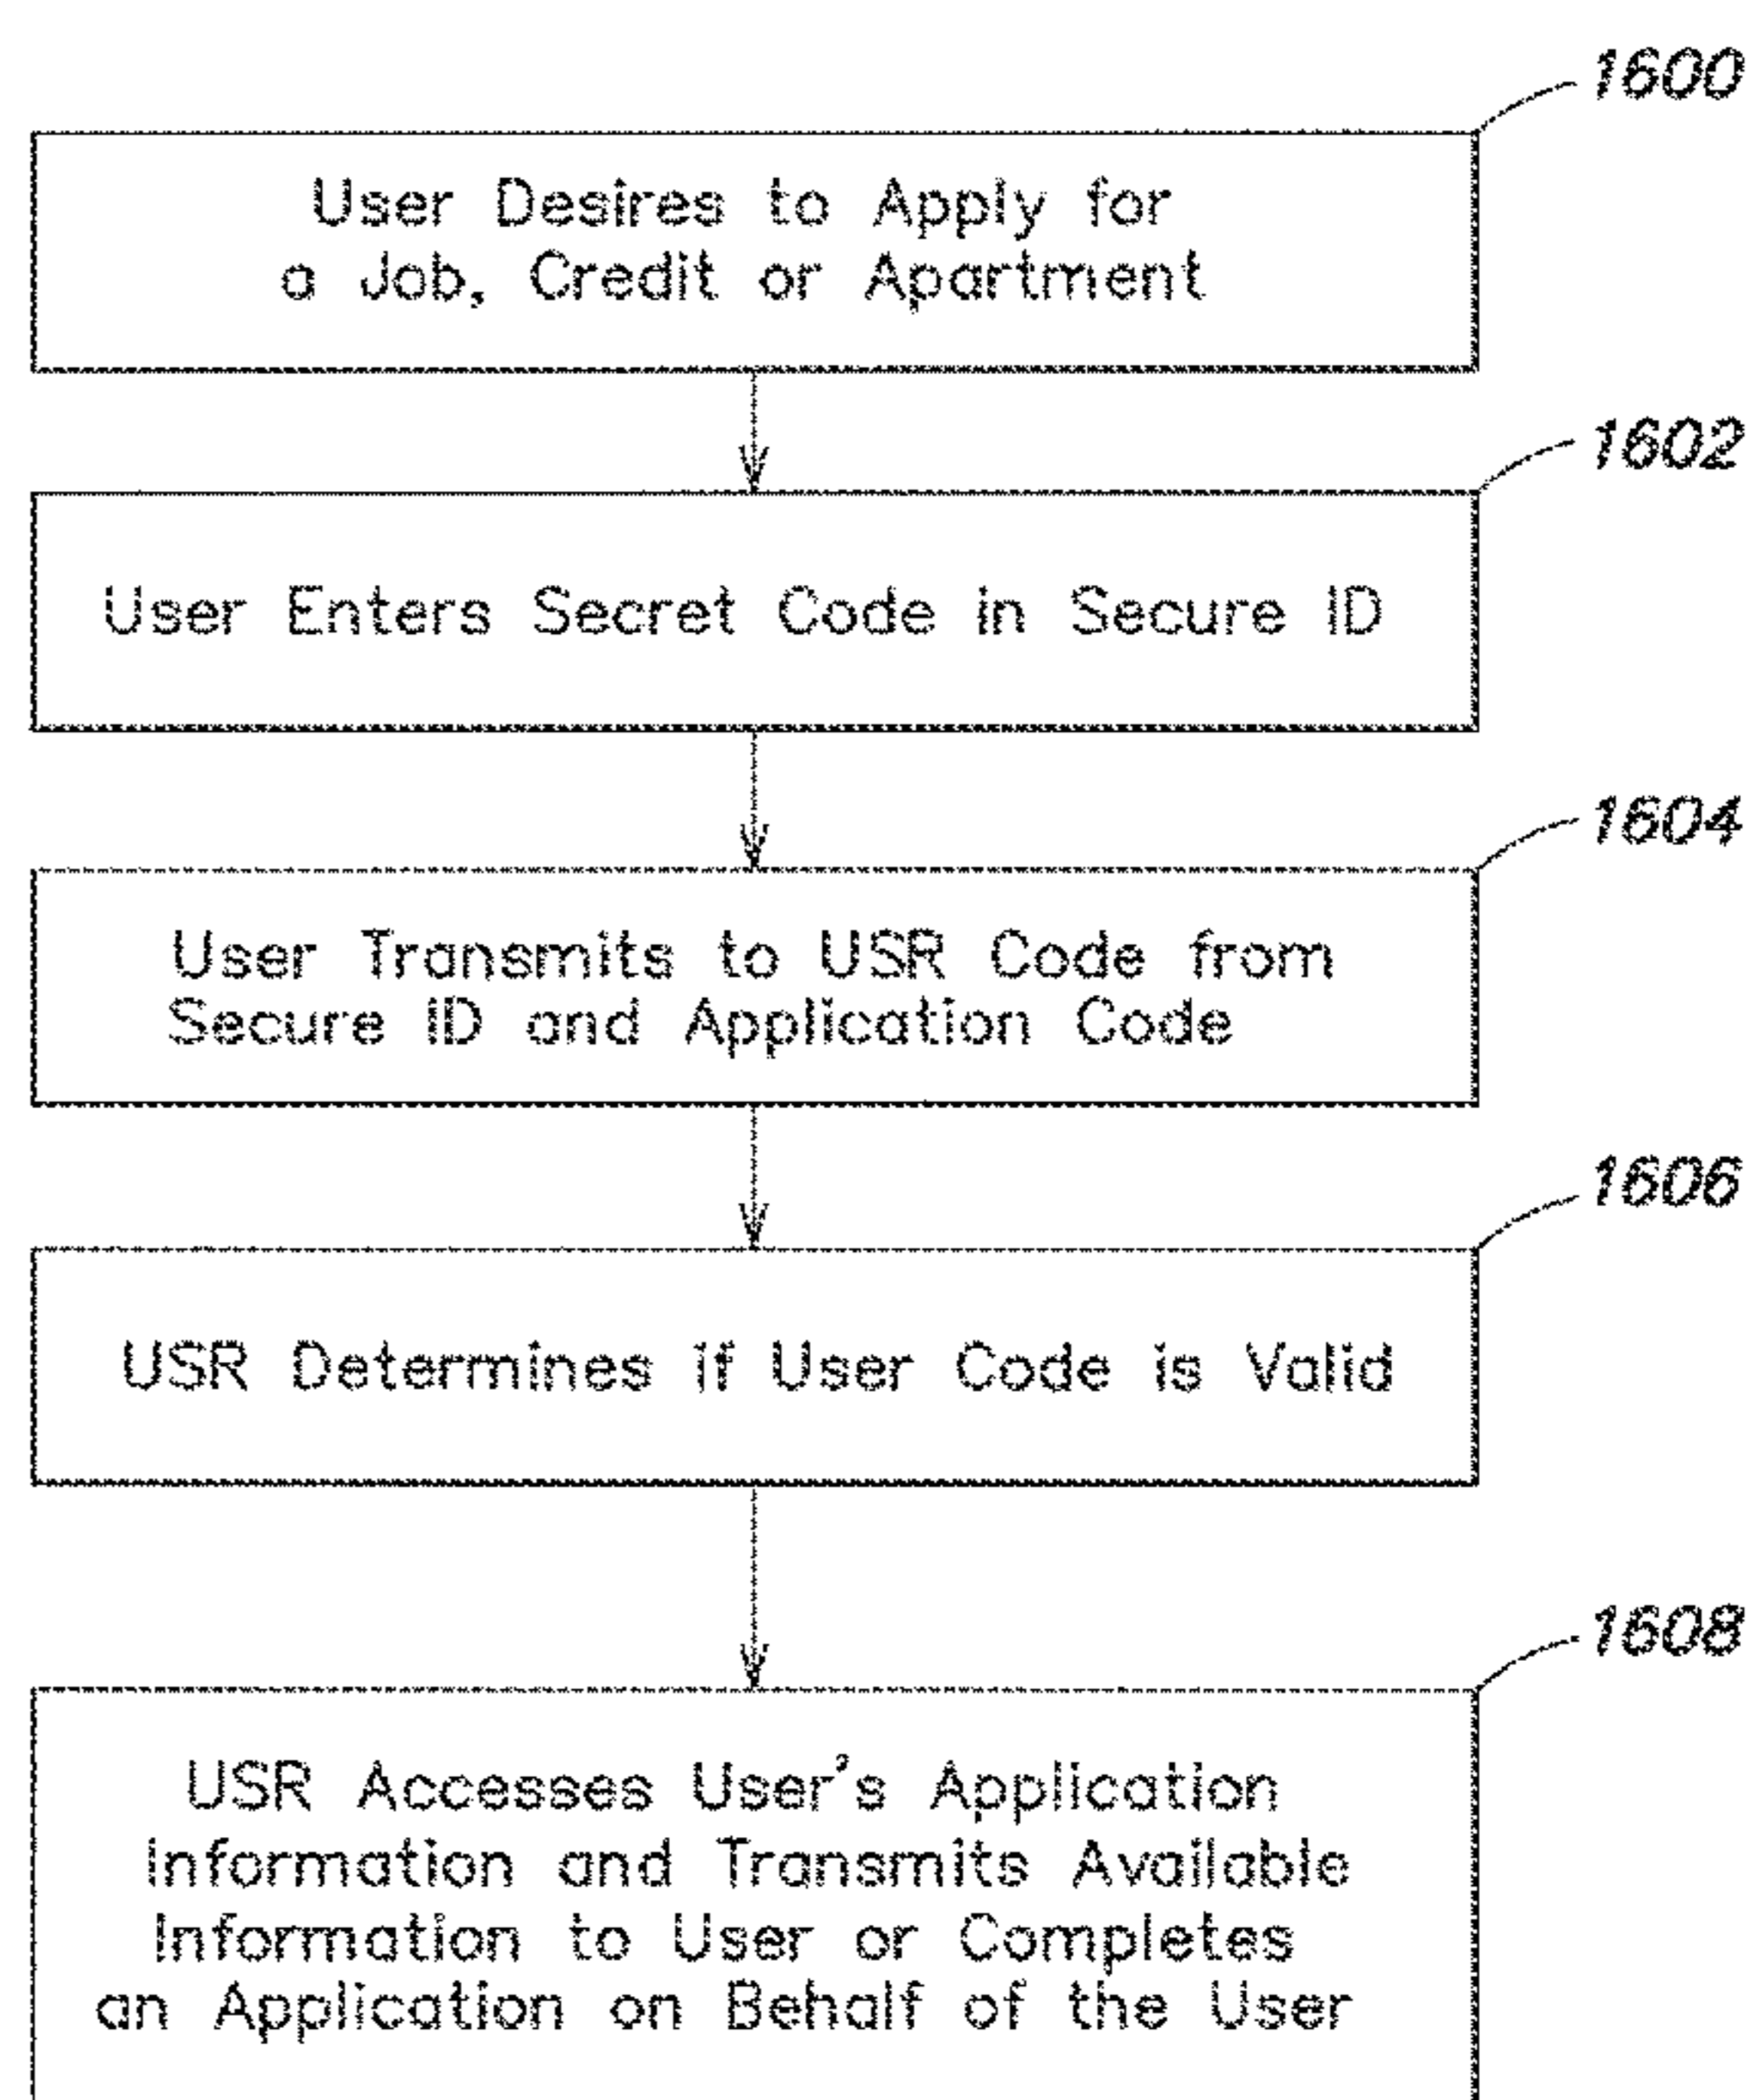 1600
User Desires to Apply for
a Job, Credit or Apartment
1602
User Enters Secret Code in Secure ID
1604
User Transmits to USR Code from
Secure ID and Application Code
1606
USR Determines if User Code is Valid
1608
USR Accesses User's Application
Information and Transmits Available
Information to User or Completes
an Application on Behalf of the User